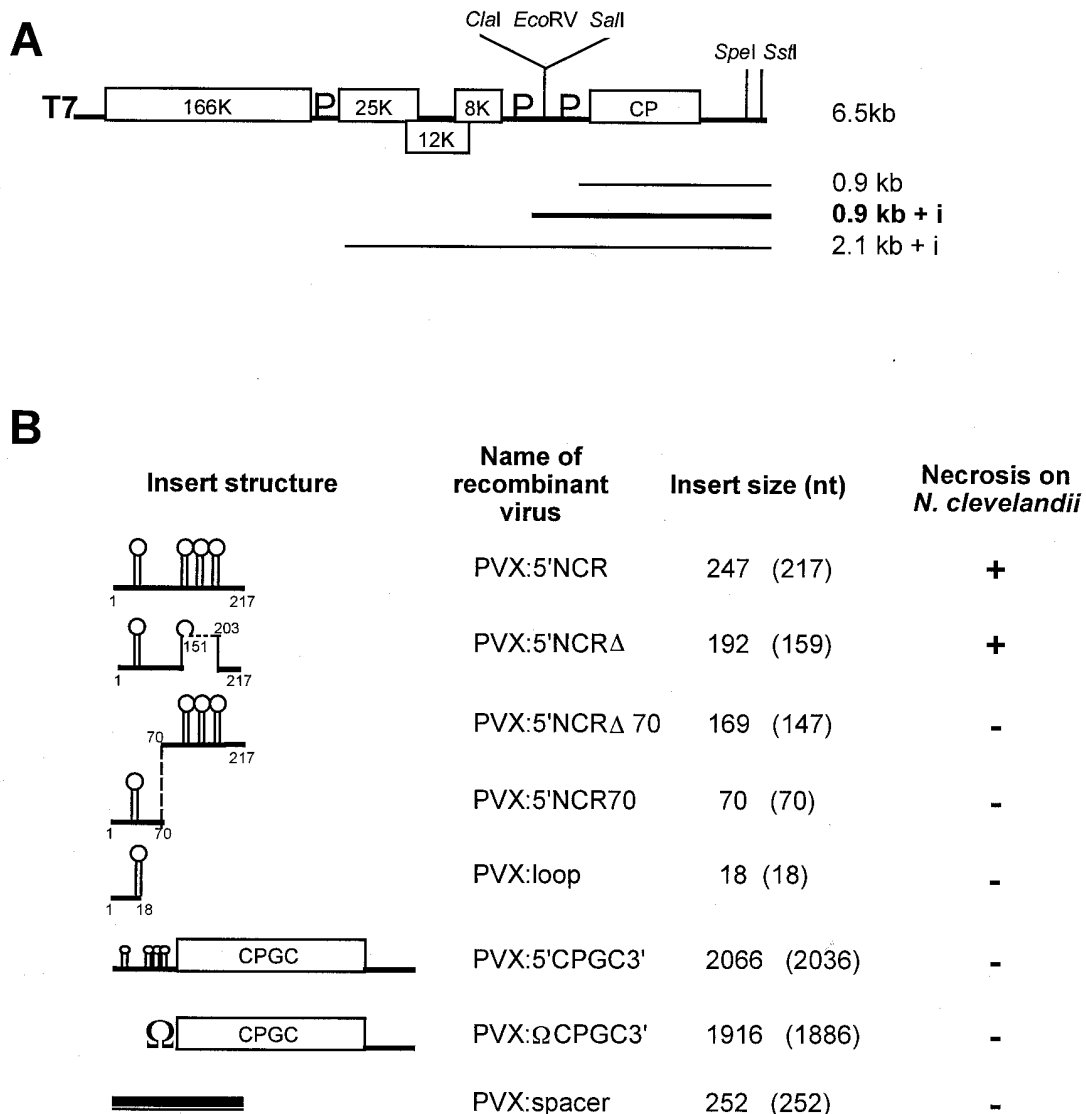 A
ClaI EcoRV SalI
SpeI SstI
T7 166K P 25K 8K P P CP 6.5kb
12K
0.9 kb
0.9 kb + i
2.1 kb + i
B
Insert structure
Name of recombinant virus
Insert size (nt)
Necrosis on N. clevelandii
PVX:5'NCR 247 (217) +
1 217
203
151
PVX:5'NCRΔ 192 (159) +
1 217
70
PVX:5'NCRΔ 70 169 (147) -
217
PVX:5'NCR70 70 (70) -
1 70
PVX:loop 18 (18) -
1 18
CPGC PVX:5'CPGC3' 2066 (2036) -
Ω CPGC PVX:ΩCPGC3' 1916 (1886) -
PVX:spacer 252 (252) -